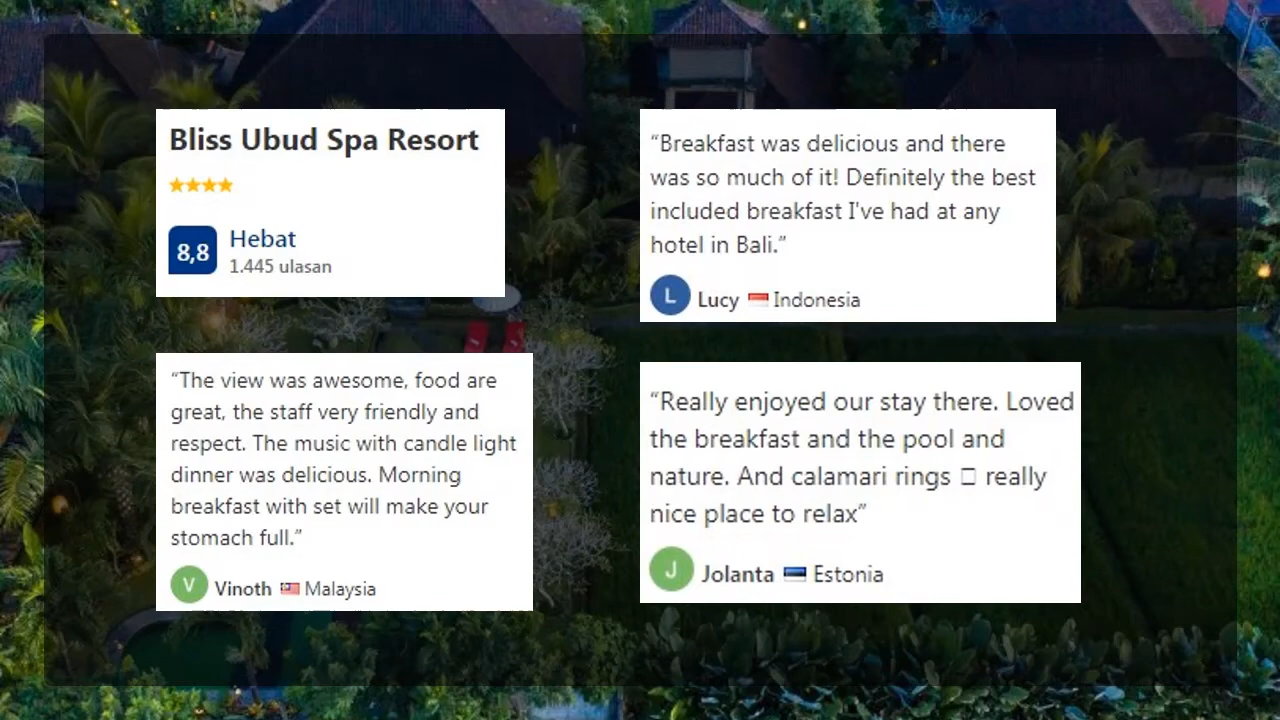 Bliss Ubud Spa Resort
8,8
Hebat
1.445 ulasan
“Breakfast was delicious and there
was so much of it! Definitely the best
included breakfast I've had at any
hotel in Bali.”
L Lucy Indonesia
“The view was awesome, food are
great, the staff very friendly and
respect. The music with candle light
dinner was delicious. Morning
breakfast with set will make your
stomach full.”
V Vinoth Malaysia
“Really enjoyed our stay there. Loved
the breakfast and the pool and
nature. And calamari rings □ really
nice place to relax”
J Jolanta Estonia